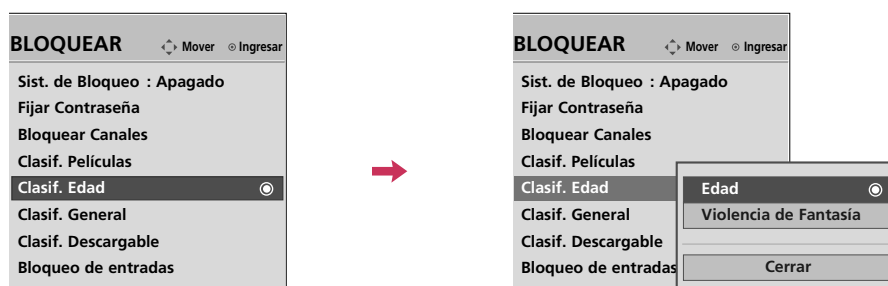 BLOQUEAR Mover Ingresar
Sist. de Bloqueo : Apagado
Fijar Contraseña
Bloquear Canales
Clasif. Películas
Clasif. Edad
Clasif. General
Clasif. Descargable
Bloqueo de entradas
BLOQUEAR Mover Ingresar
Sist. de Bloqueo : Apagado
Fijar Contraseña
Bloquear Canales
Clasif. Películas
Clasif. Edad
Clasif. General
Clasif. Descargable
Bloqueo de entradas
Edad
Violencia de Fantasía
Cerrar